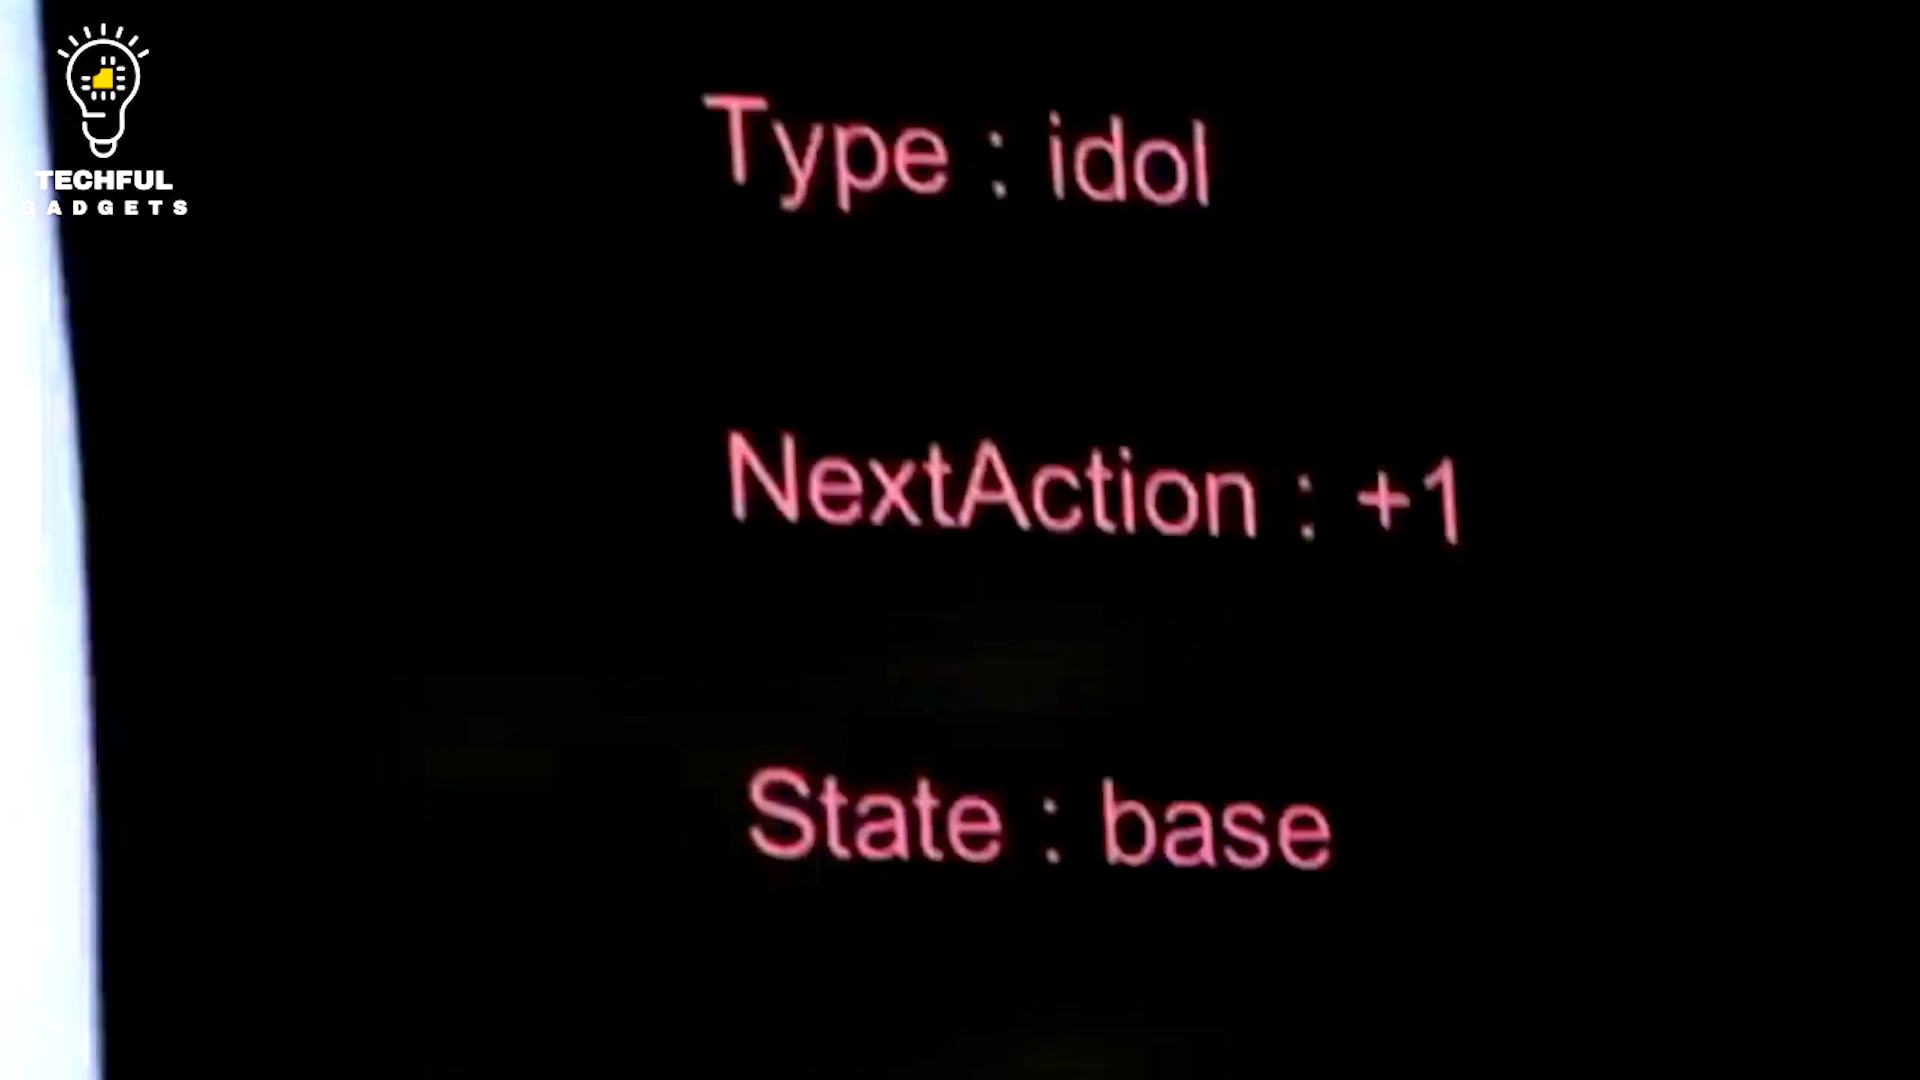 TECHFUL
GADGETS
Type : idol
NextAction : +1
State : base